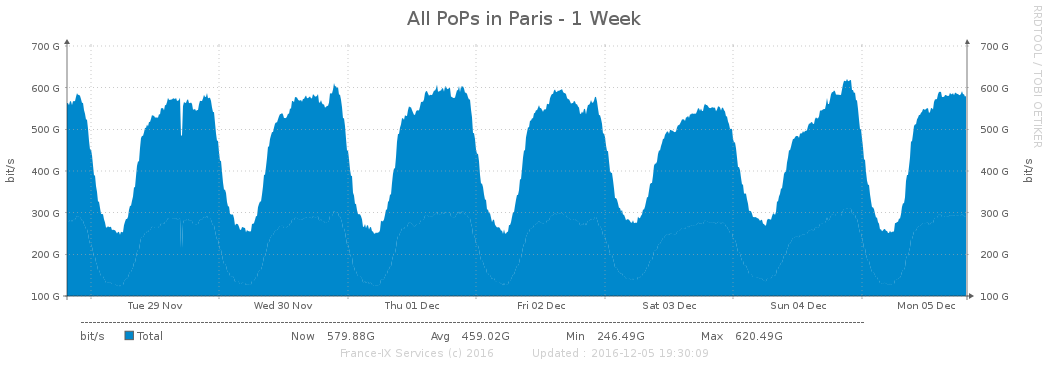 All PoPs in Paris - 1 Week
RRDTOOL / TOBI OETIKER
700 G 700 G
600 G 600 G
500 G 500 G
400 G 400 G
300 G 300 G
200 G 200 G
100 G 100 G
bit/s bit/s
Tue 29 Nov Wed 30 Nov Thu 01 Dec Fri 02 Dec Sat 03 Dec Sun 04 Dec Mon 05 Dec
bit/s Total Now 579.88G Avg 459.02G Min 246.49G Max 620.49G
France-IX Services (c) 2016 Updated : 2016-12-05 19:30:09